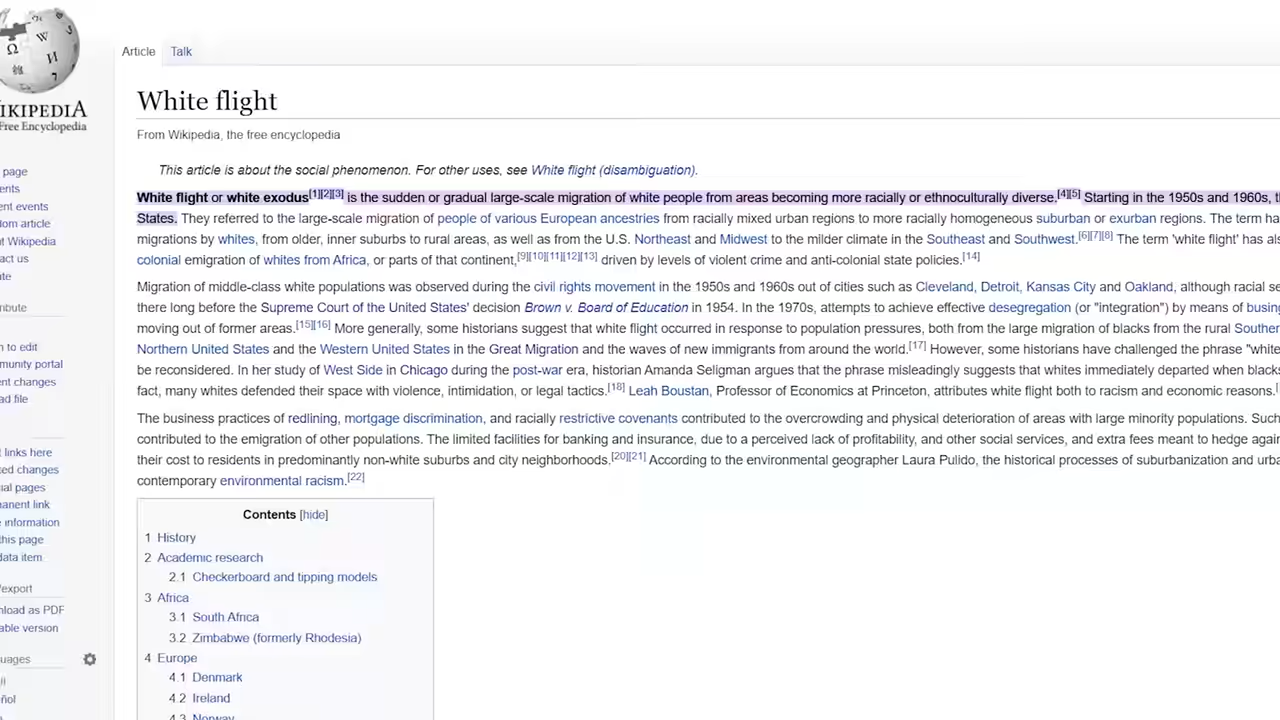 IKIPEDIA
Free Encyclopedia
page
ents
ent events
dom article
t Wikipedia
act us
te
ribute
n to edit
munity portal
ent changes
ad file
links here
ted changes
ial pages
manent link
information
this page
data item
/export
nload as PDF
able version
uages
ñol
Article Talk
White flight
From Wikipedia, the free encyclopedia
This article is about the social phenomenon. For other uses, see White flight (disambiguation).
White flight or white exodus[1][2][3] is the sudden or gradual large-scale migration of white people from areas becoming more racially or ethnoculturally diverse.[4][5] Starting in the 1950s and 1960s, t
States. They referred to the large-scale migration of people of various European ancestries from racially mixed urban regions to more racially homogeneous suburban or exurban regions. The term ha
migrations by whites, from older, inner suburbs to rural areas, as well as from the U.S. Northeast and Midwest to the milder climate in the Southeast and Southwest.[6][7][8] The term 'white flight' has al
colonial emigration of whites from Africa, or parts of that continent,[9][10][11][12][13] driven by levels of violent crime and anti-colonial state policies.[14]
Migration of middle-class white populations was observed during the civil rights movement in the 1950s and 1960s out of cities such as Cleveland, Detroit, Kansas City and Oakland, although racial se
there long before the Supreme Court of the United States' decision Brown v. Board of Education in 1954. In the 1970s, attempts to achieve effective desegregation (or "integration") by means of busing
moving out of former areas.[15][16] More generally, some historians suggest that white flight occurred in response to population pressures, both from the large migration of blacks from the rural Souther
Northern United States and the Western United States in the Great Migration and the waves of new immigrants from around the world.[17] However, some historians have challenged the phrase "white
be reconsidered. In her study of West Side in Chicago during the post-war era, historian Amanda Seligman argues that the phrase misleadingly suggests that whites immediately departed when blacks
fact, many whites defended their space with violence, intimidation, or legal tactics.[18] Leah Boustan, Professor of Economics at Princeton, attributes white flight both to racism and economic reasons.[
The business practices of redlining, mortgage discrimination, and racially restrictive covenants contributed to the overcrowding and physical deterioration of areas with large minority populations. Such
contributed to the emigration of other populations. The limited facilities for banking and insurance, due to a perceived lack of profitability, and other social services, and extra fees meant to hedge again
their cost to residents in predominantly non-white suburbs and city neighborhoods.[20][21] According to the environmental geographer Laura Pulido, the historical processes of suburbanization and urba
contemporary environmental racism.[22]
Contents [hide]
1 History
2 Academic research
2.1 Checkerboard and tipping models
3 Africa
3.1 South Africa
3.2 Zimbabwe (formerly Rhodesia)
4 Europe
4.1 Denmark
4.2 Ireland
4.3 Norway